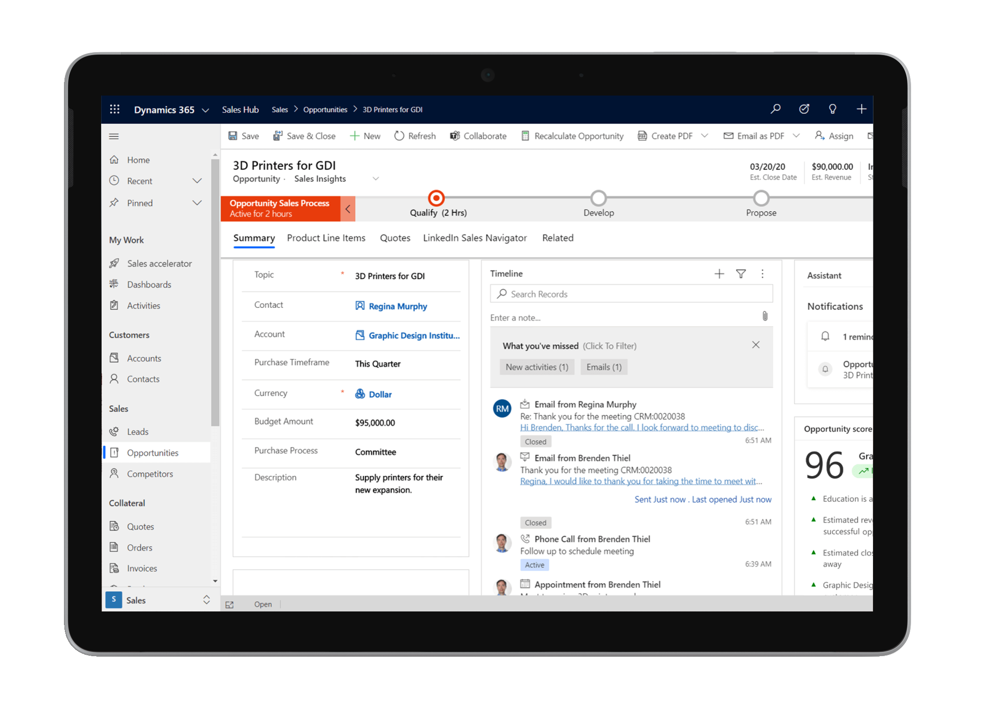 Dynamics 365 Sales Hub Sales Opportunities 3D Printers for GDI
Save Save & Close New Refresh Collaborate Recalculate Opportunity Create PDF Email as PDF Assign
Home
Recent
Pinned
My Work
Sales accelerator
Dashboards
Activities
Customers
Accounts
Contacts
Sales
Leads
Opportunities
Competitors
Collateral
Quotes
Orders
Invoices
S Sales
3D Printers for GDI
Opportunity · Sales Insights
03/20/20
Est. Close Date
$90,000.00
Est. Revenue
Opportunity Sales Process
Active for 2 hours
Qualify (2 Hrs)
Develop
Propose
Summary Product Line Items Quotes LinkedIn Sales Navigator Related
Topic * 3D Printers for GDI
Contact Regina Murphy
Account Graphic Design Institu...
Purchase Timeframe This Quarter
Currency * Dollar
Budget Amount $95,000.00
Purchase Process Committee
Description Supply printers for their
new expansion.
Timeline
Search Records
Enter a note...
What you've missed (Click To Filter)
New activities (1) Emails (1)
RM Email from Regina Murphy
Re: Thank you for the meeting CRM:0020038
Hi Brenden, Thanks for the call. I look forward to meeting to disc...
Closed 6:51 AM
Email from Brenden Thiel
Thank you for the meeting CRM:0020038
Regina, I would like to thank you for taking the time to meet wit...
Sent Just now . Last opened Just now
Closed 6:51 AM
Phone Call from Brenden Thiel
Follow up to schedule meeting
Active 6:39 AM
Appointment from Brenden Thiel
Assistant
Notifications
1 remin
Opport
3D Print
Opportunity score
96 Gra
Education is a
Estimated rev
successful op
Estimated clos
away
Graphic Desig
Open